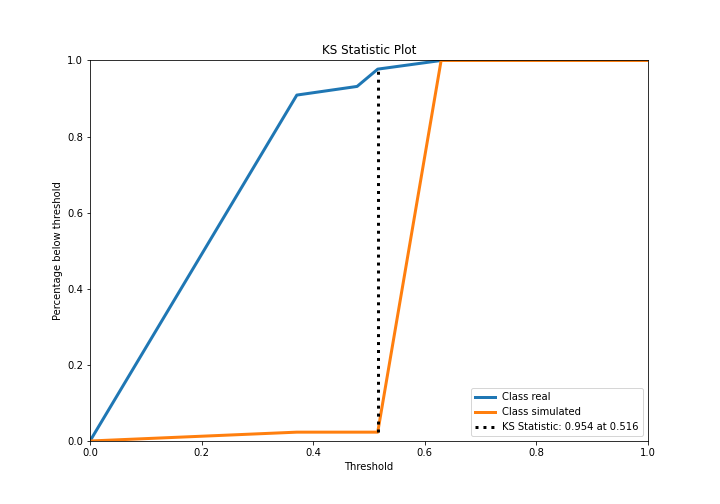 KS Statistic Plot
1.0
0.8
0.6
0.4
0.2
0.0
Percentage below threshold
0.0 0.2 0.4 0.6 0.8 1.0
Threshold
Class real
Class simulated
KS Statistic: 0.954 at 0.516